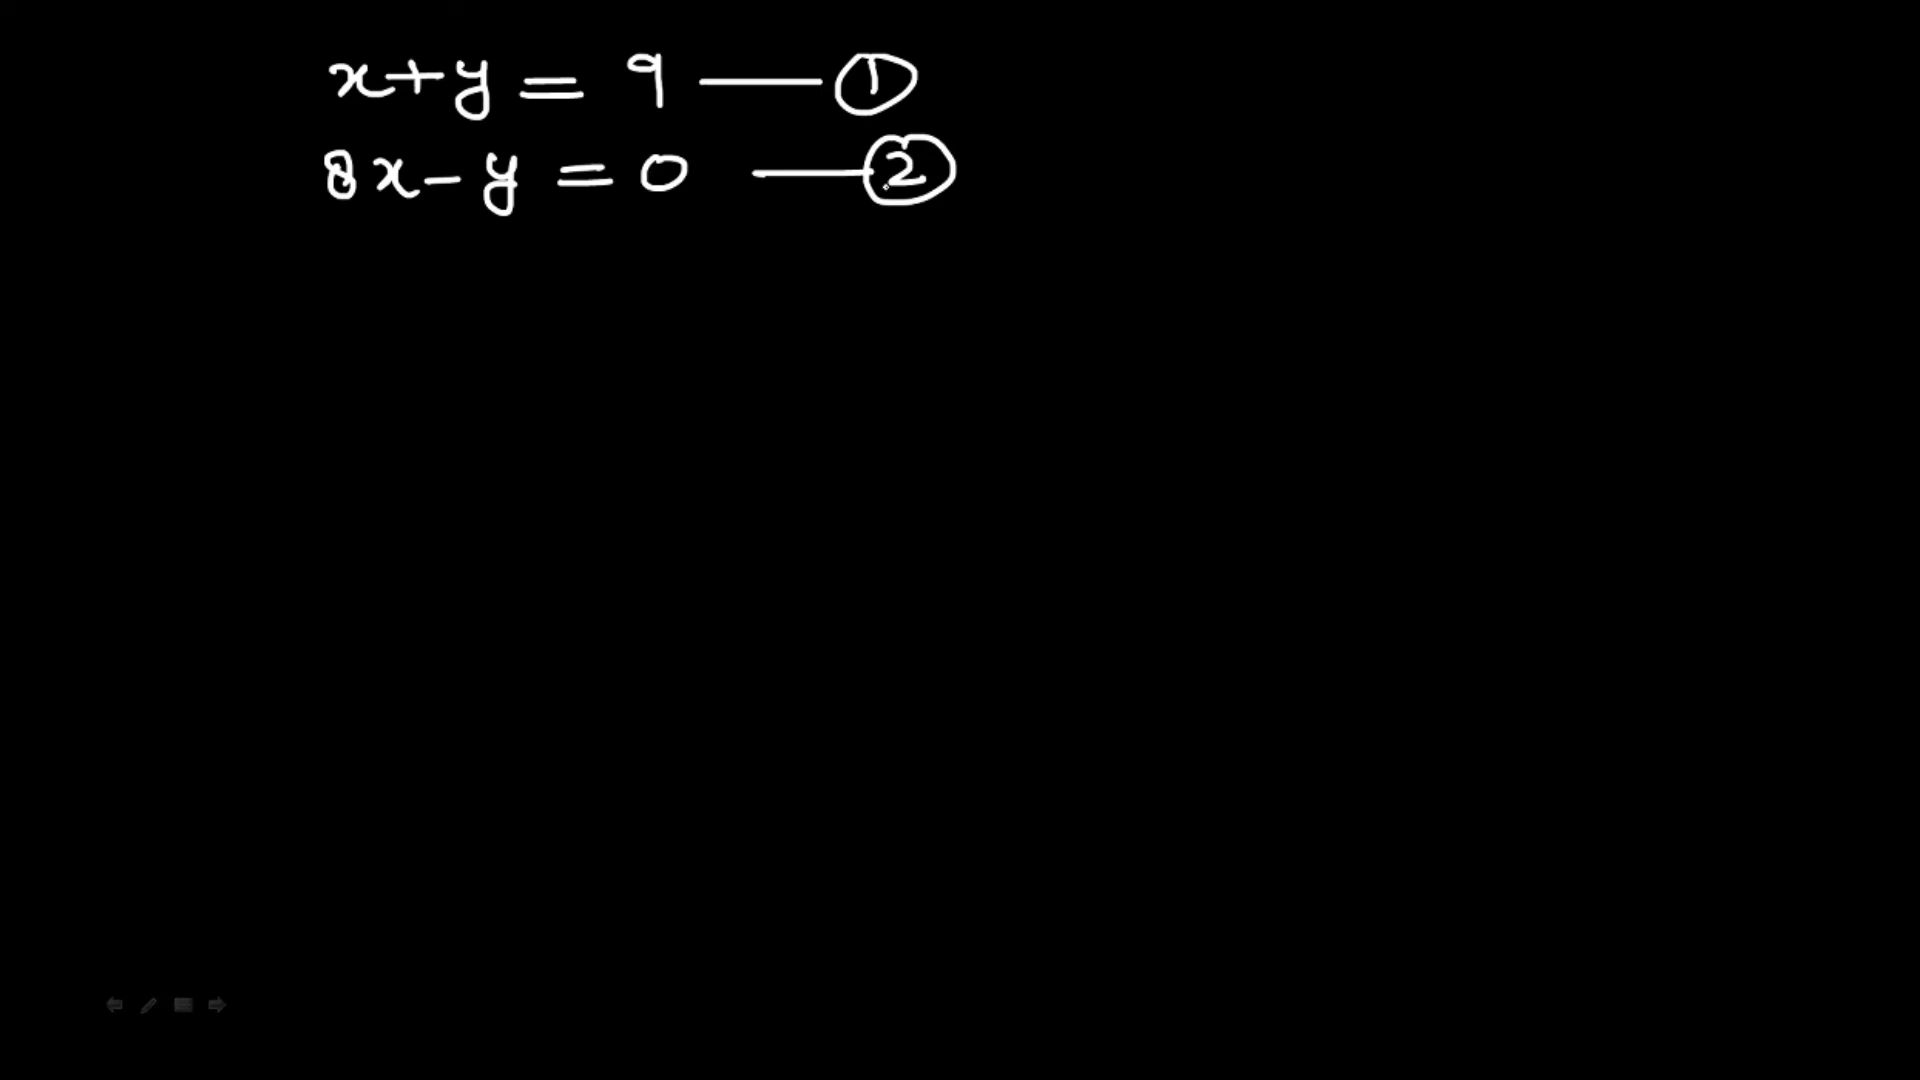 x+y = 9 —— ①
8x-y = 0 —— ②